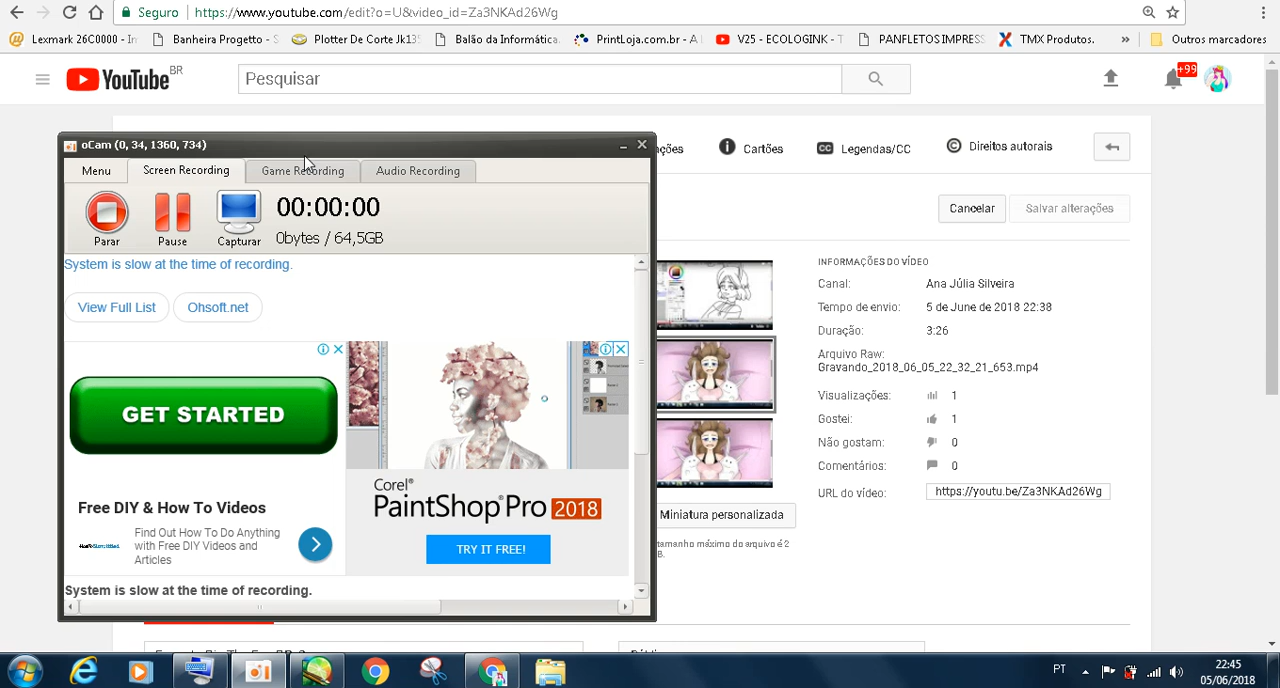 Seguro | https://www.youtube.com/edit?o=U&video_id=Za3NKAd26Wg
Lexmark 26C0000 - In
Banheira Progetto - S
Plotter De Corte Jk135
Balão da Informática.
PrintLoja.com.br - A l
V25 - ECOLOGINK - T
PANFLETOS IMPRESS
TMX Produtos.
»
Outros marcadores
YouTube BR
Pesquisar
+99
oCam (0, 34, 1360, 734)
Menu
Screen Recording
Game Recording
Audio Recording
Parar
Pause
Capturar
00:00:00
0bytes / 64,5GB
System is slow at the time of recording.
View Full List
Ohsoft.net
GET STARTED
Free DIY & How To Videos
Find Out How To Do Anything
with Free DIY Videos and
Articles
Corel®
PaintShop® Pro 2018
TRY IT FREE!
System is slow at the time of recording.
ções
Cartões
CC Legendas/CC
Direitos autorais
Cancelar
Salvar alterações
INFORMAÇÕES DO VÍDEO
Canal: Ana Júlia Silveira
Tempo de envio: 5 de June de 2018 22:38
Duração: 3:26
Arquivo Raw:
Gravando_2018_06_05_22_32_21_653.mp4
Visualizações: 1
Gostei: 1
Não gostam: 0
Comentários: 0
URL do vídeo: https://youtu.be/Za3NKAd26Wg
Miniatura personalizada
tamanho máximo do arquivo é 2
B.
PT
22:45
05/06/2018